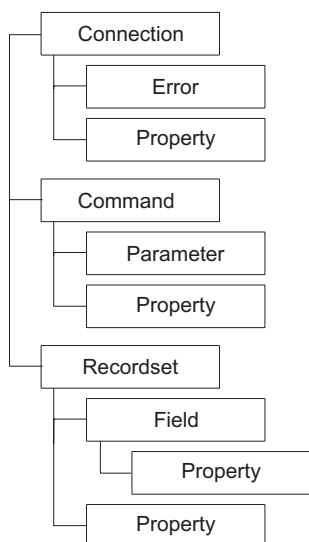 Connection
Error
Property
Command
Parameter
Property
Recordset
Field
Property
Property